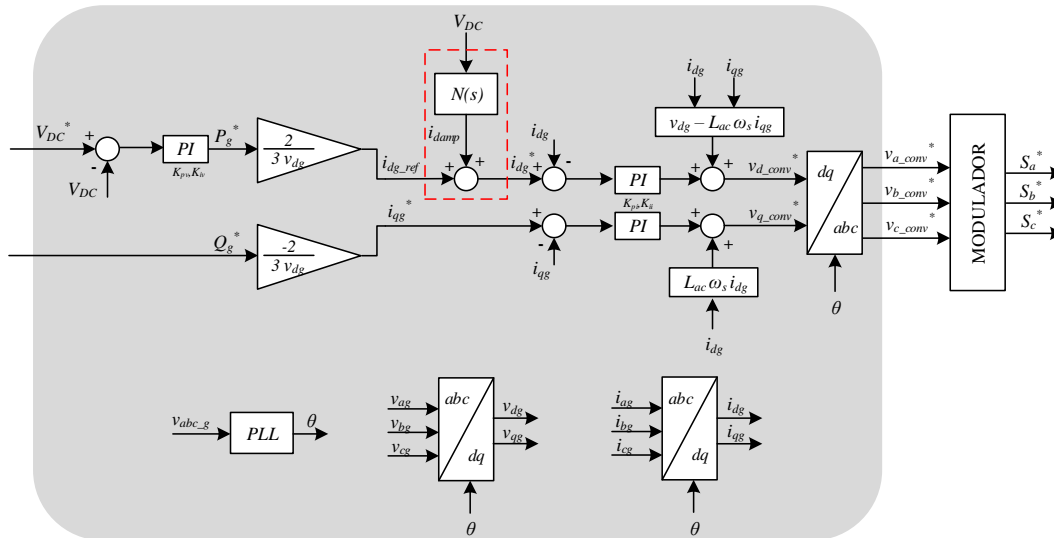 V_DC
N(s)
i_damp
V_DC*
+
-
V_DC
PI
K_pv, K_iv
P_g*
2
3 v_dg
i_dg_ref
+
+
i_dg*
i_dg
+
-
PI
K_pi, K_ii
i_dg
i_qg
v_dg – L_ac ω_s i_qg
+
+
v_d_conv*
Q_g*
-2
3 v_dg
i_qg*
+
-
i_qg
PI
+
+
v_q_conv*
L_ac ω_s i_dg
i_dg
dq
abc
θ
v_a_conv*
v_b_conv*
v_c_conv*
MODULADOR
S_a*
S_b*
S_c*
v_abc_g
PLL
θ
v_ag
v_bg
v_cg
abc
dq
v_dg
v_qg
θ
i_ag
i_bg
i_cg
abc
dq
i_dg
i_qg
θ